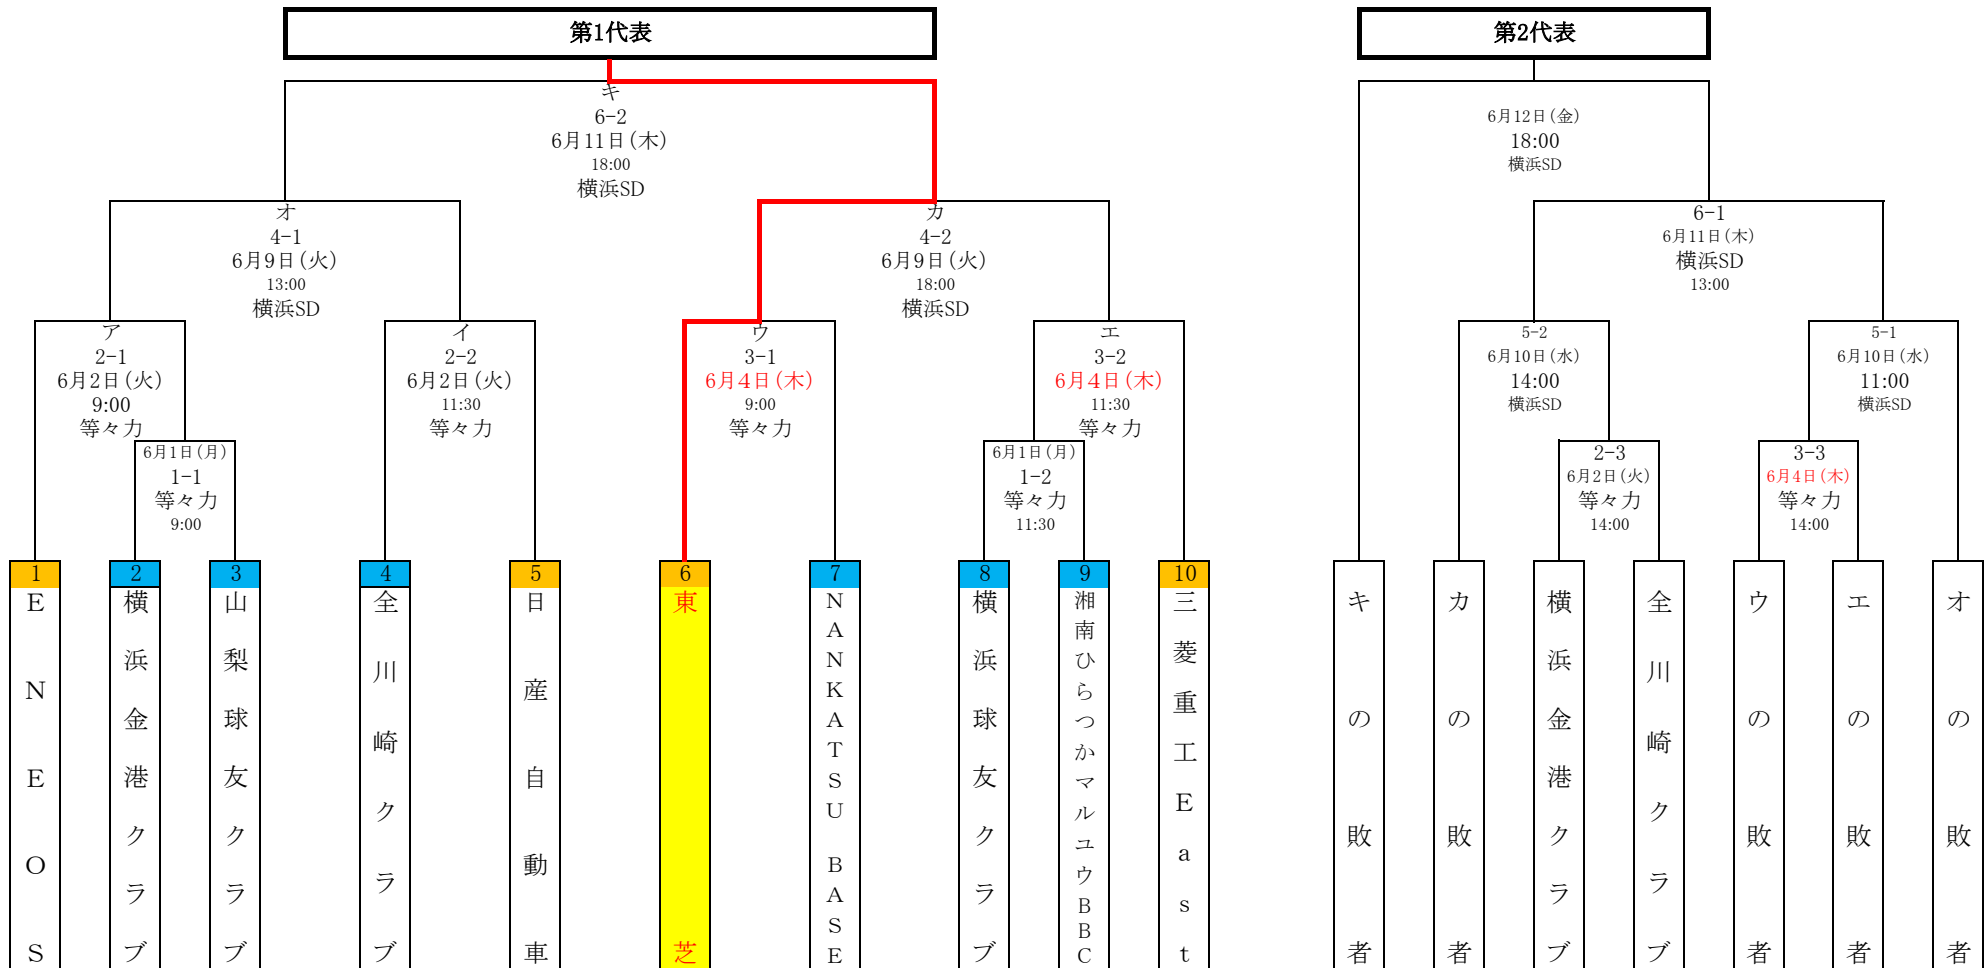 第1代表
第2代表
キ
6-2
6月11日(木)
18:00
横浜SD
6月12日(金)
18:00
横浜SD
オ
4-1
6月9日(火)
13:00
横浜SD
カ
4-2
6月9日(火)
18:00
横浜SD
6-1
6月11日(木)
横浜SD
13:00
ア
2-1
6月2日(火)
9:00
等々力
イ
2-2
6月2日(火)
11:30
等々力
ウ
3-1
6月4日(木)
9:00
等々力
エ
3-2
6月4日(木)
11:30
等々力
5-2
6月10日(水)
14:00
横浜SD
5-1
6月10日(水)
11:00
横浜SD
6月1日(月)
1-1
等々力
9:00
6月1日(月)
1-2
等々力
11:30
2-3
6月2日(火)
等々力
14:00
3-3
6月4日(木)
等々力
14:00
1
ENEOS
2
横浜金港クラブ
3
山梨球友クラブ
4
全川崎クラブ
5
日産自動車
6
東芝
7
NANKATSU BASE
8
横浜球友クラブ
9
湘南ひらつかマルユウBBC
10
三菱重工East
キの敗者
カの敗者
横浜金港クラブ
全川崎クラブ
ウの敗者
エの敗者
オの敗者